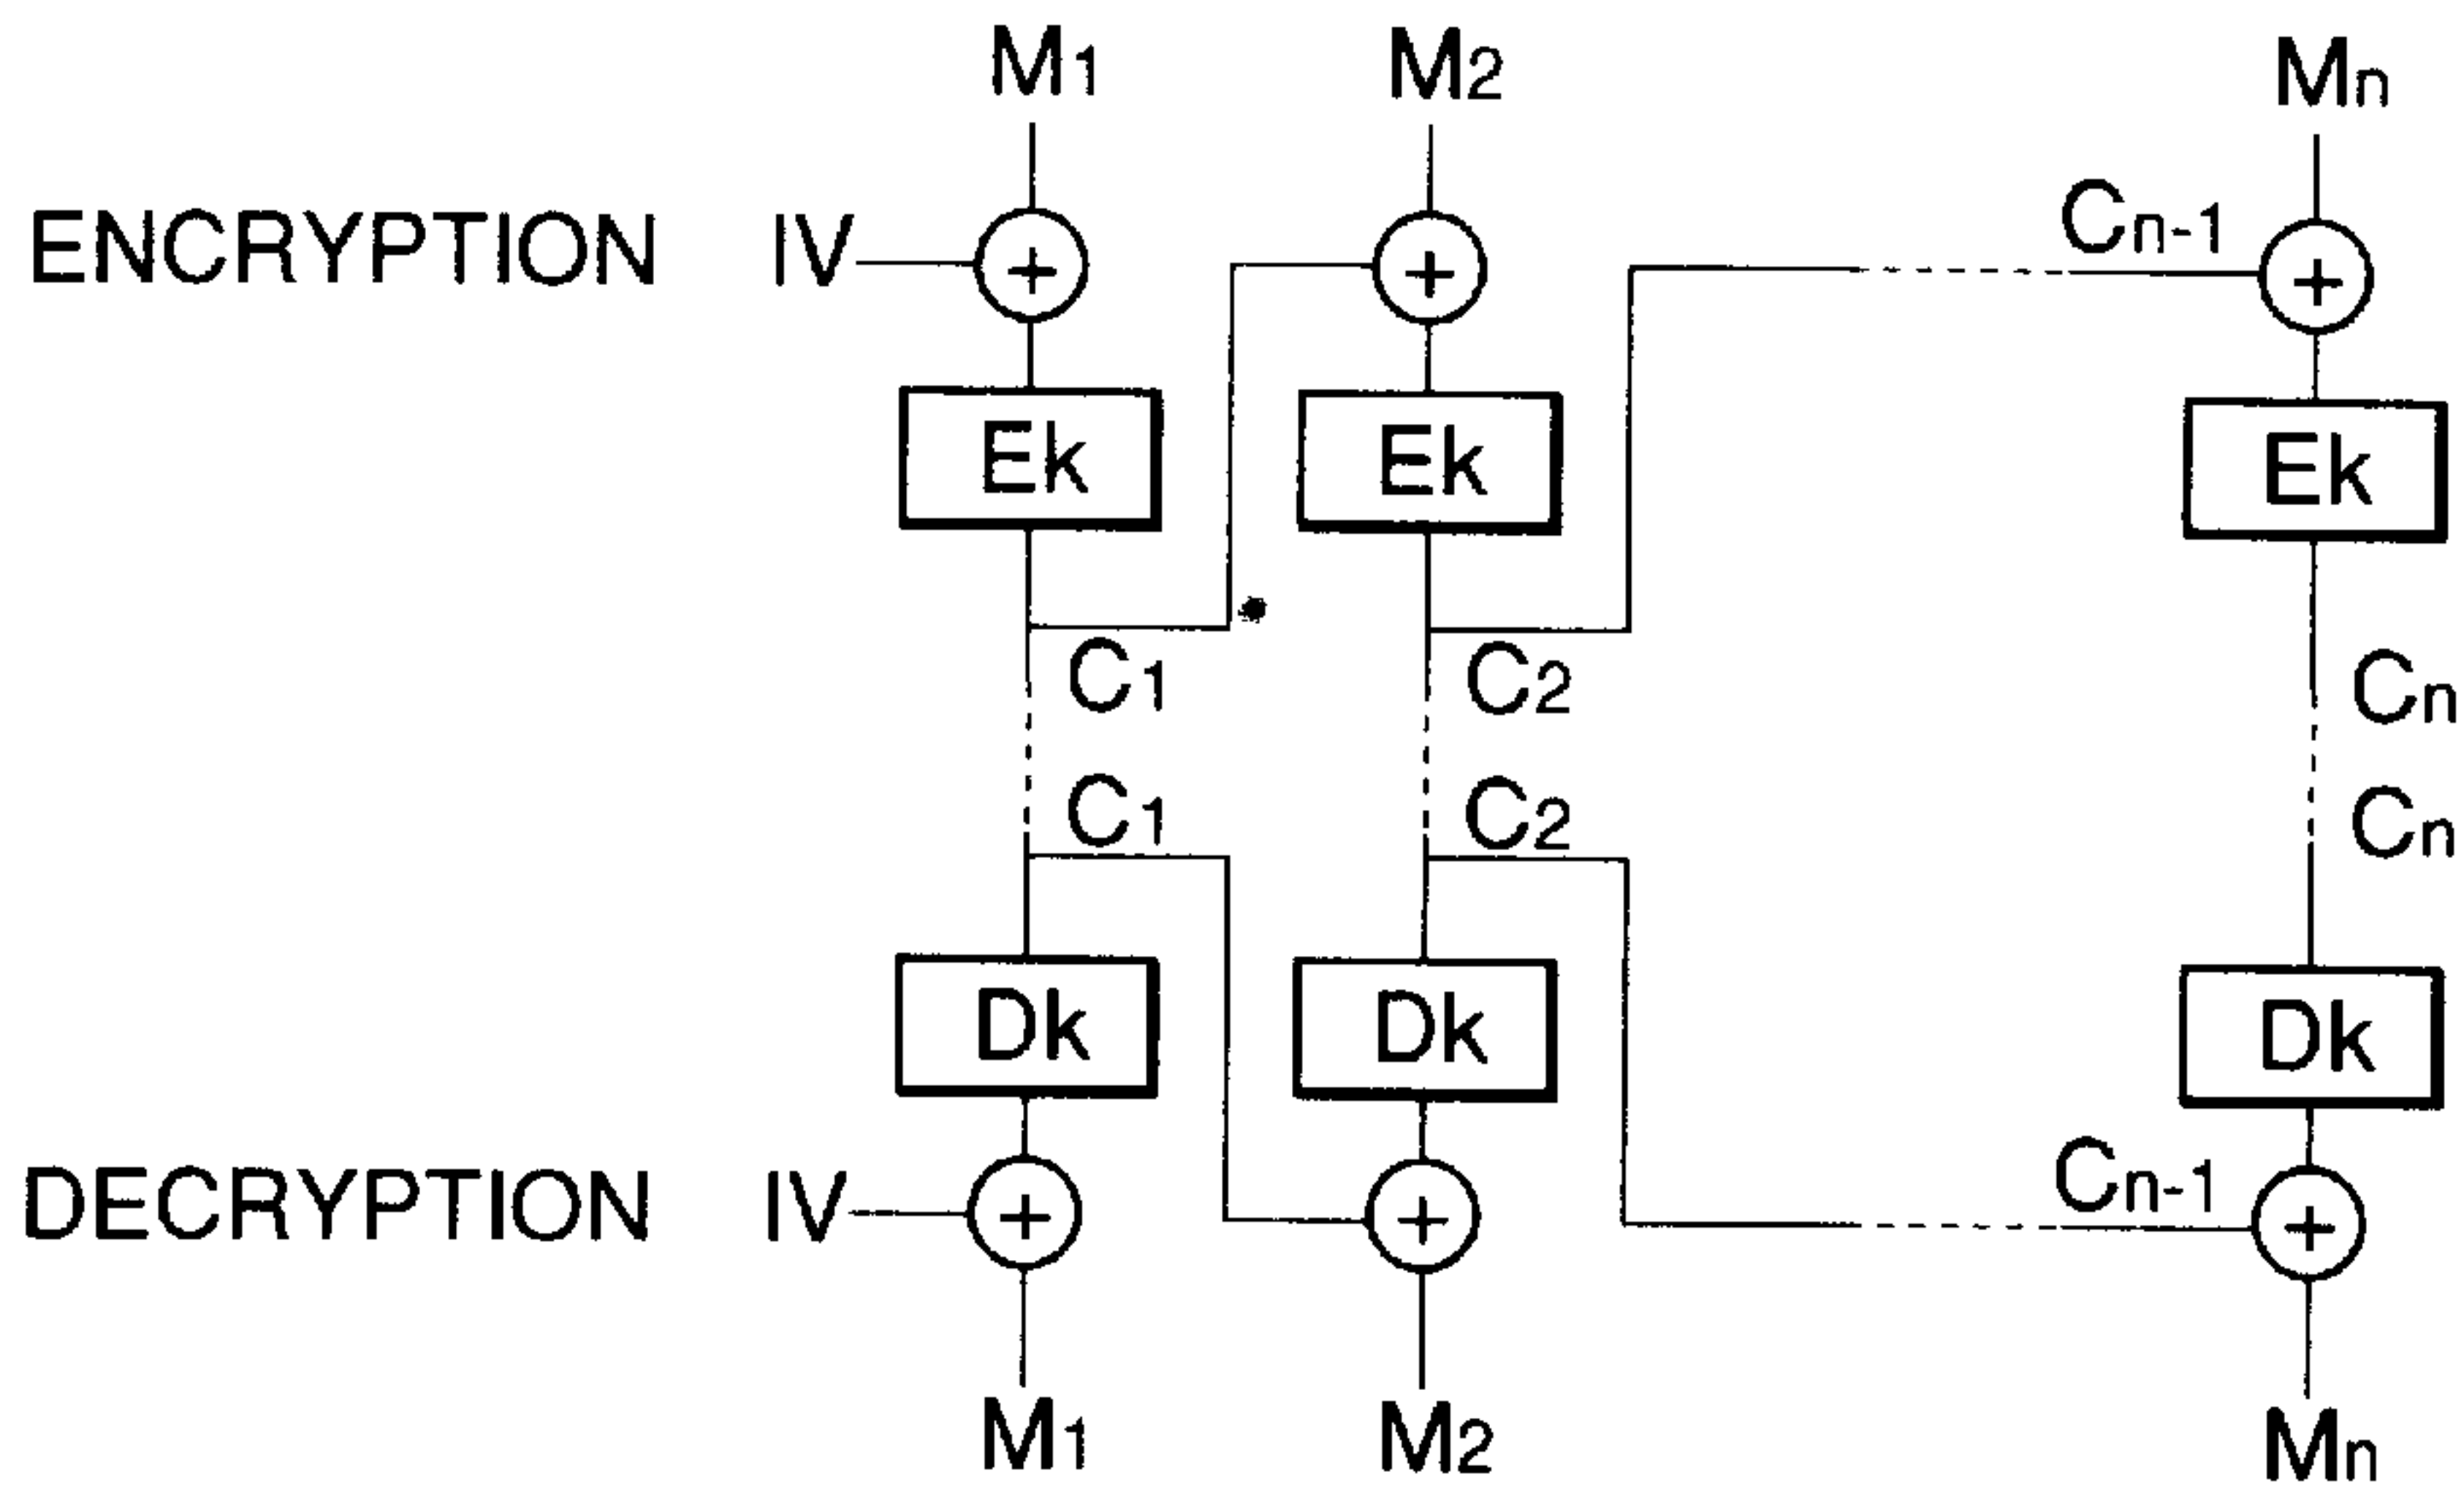 M1 M2 Mn
Cn-1
ENCRYPTION IV + + +
Ek Ek Ek
C1 C2 Cn
C1 C2 Cn
Dk Dk Dk
Cn-1
DECRYPTION IV + + +
M1 M2 Mn